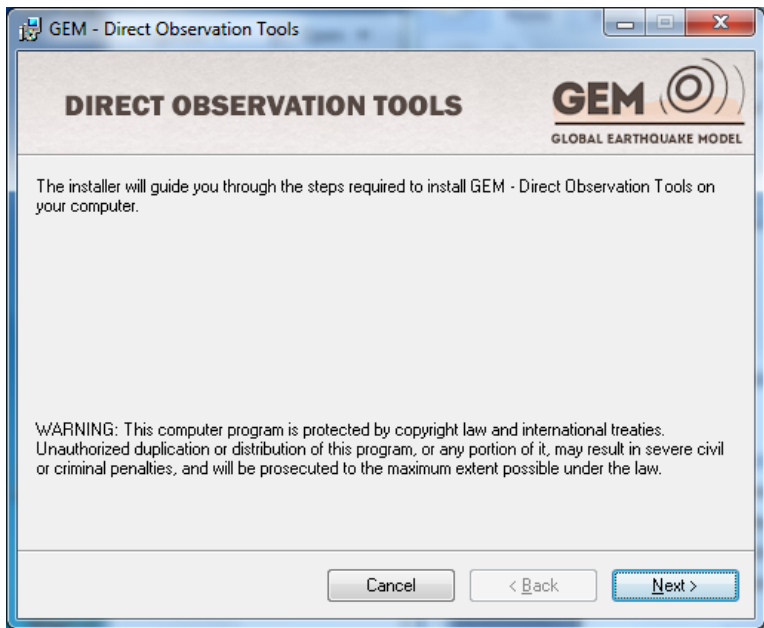 GEM - Direct Observation Tools
DIRECT OBSERVATION TOOLS
GEM
GLOBAL EARTHQUAKE MODEL
The installer will guide you through the steps required to install GEM - Direct Observation Tools on
your computer.
WARNING: This computer program is protected by copyright law and international treaties.
Unauthorized duplication or distribution of this program, or any portion of it, may result in severe civil
or criminal penalties, and will be prosecuted to the maximum extent possible under the law.
Cancel
< Back
Next >